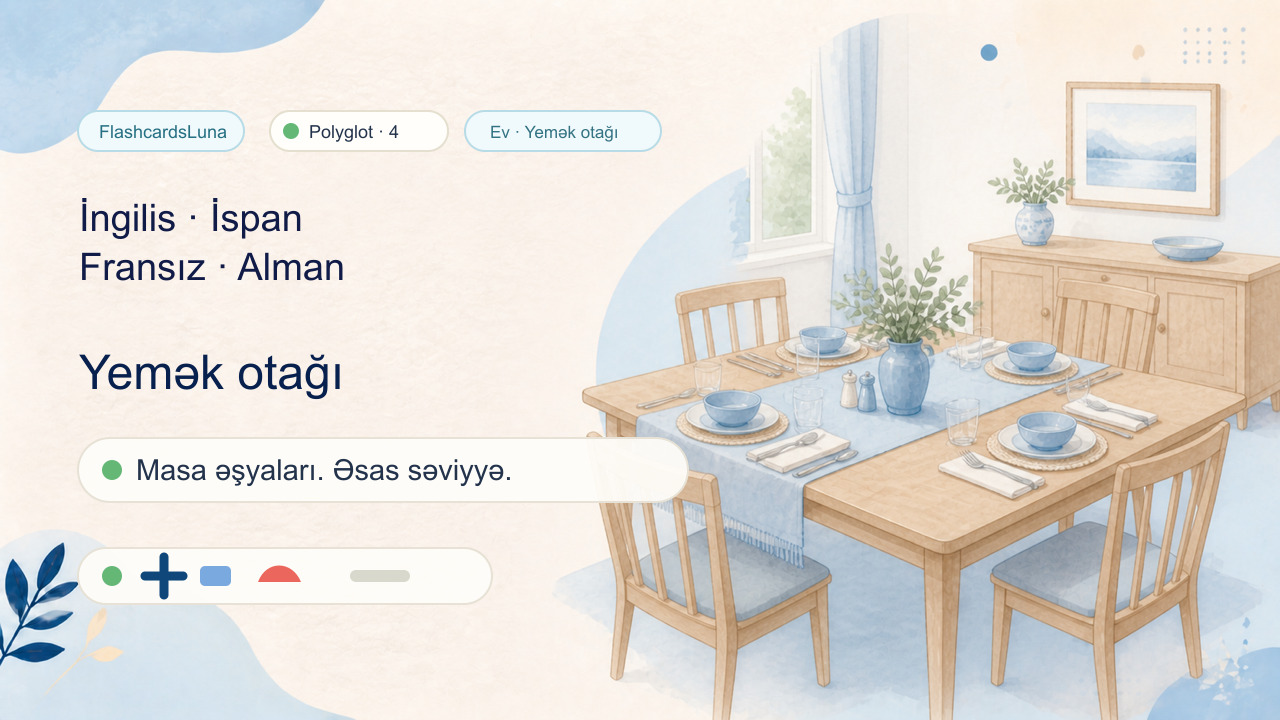 FlashcardsLuna
Polyglot · 4
Ev · Yemək otağı
İngilis · İspan
Fransız · Alman
Yemək otağı
Masa əşyaları. Əsas səviyyə.